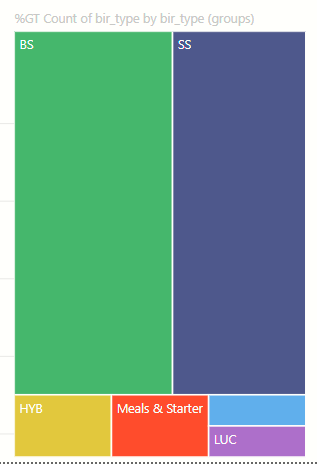 %GT Count of bir_type by bir_type (groups)
BS
SS
HYB
Meals & Starter
LUC